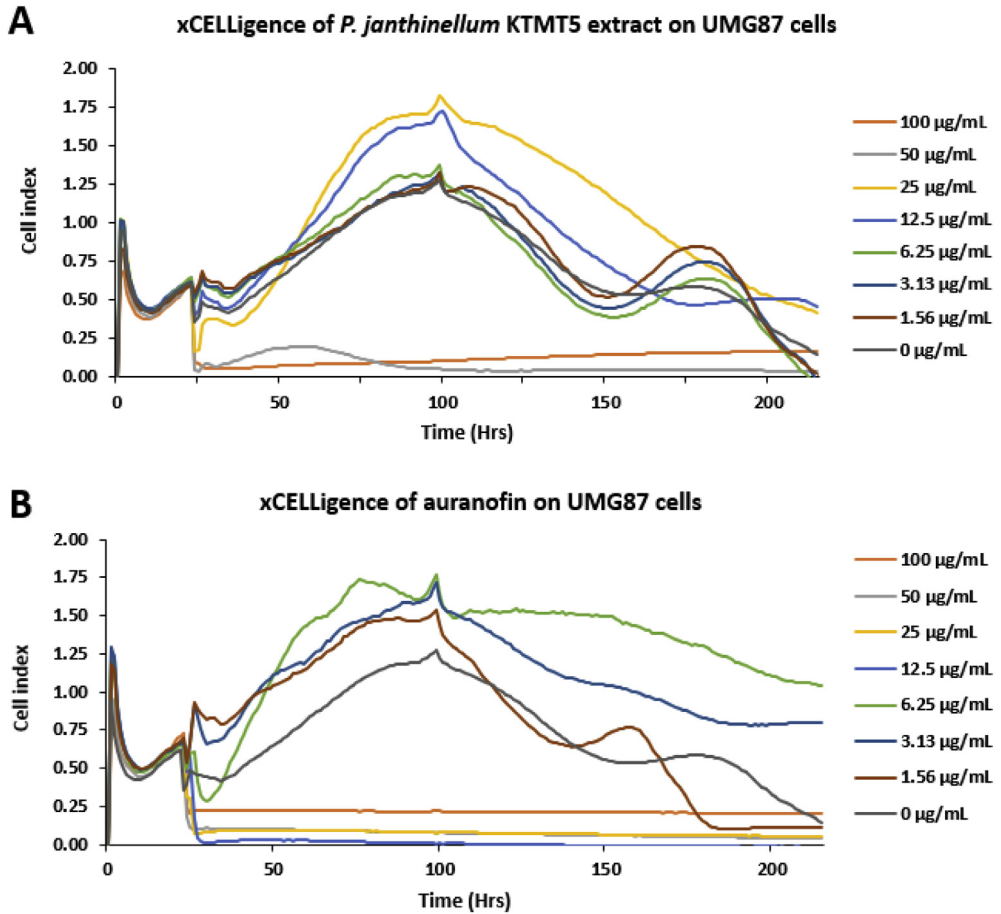 A
xCELLigence of P. janthinellum KTMT5 extract on UMG87 cells
2.00
1.75
1.50
1.25
1.00
0.75
0.50
0.25
0.00
Cell index
0
50
100
150
200
Time (Hrs)
100 µg/mL
50 µg/mL
25 µg/mL
12.5 µg/mL
6.25 µg/mL
3.13 µg/mL
1.56 µg/mL
0 µg/mL
B
xCELLigence of auranofin on UMG87 cells
2.00
1.75
1.50
1.25
1.00
0.75
0.50
0.25
0.00
Cell index
0
50
100
150
200
Time (Hrs)
100 µg/mL
50 µg/mL
25 µg/mL
12.5 µg/mL
6.25 µg/mL
3.13 µg/mL
1.56 µg/mL
0 µg/mL